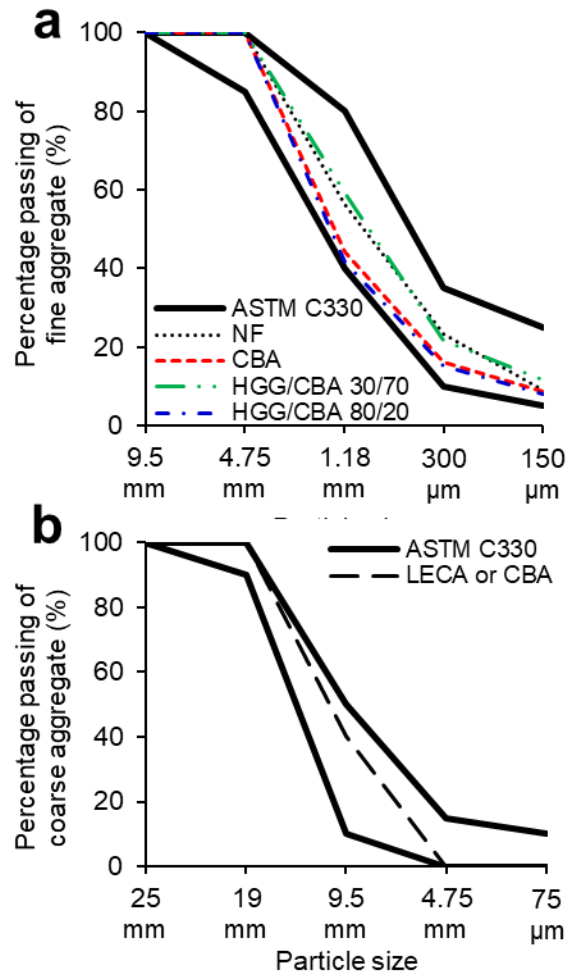 a
Percentage passing of
fine aggregate (%)
100
80
60
40
20
0
ASTM C330
NF
CBA
HGG/CBA 30/70
HGG/CBA 80/20
9.5 4.75 1.18 300 150
mm mm mm µm µm
b
Percentage passing of
coarse aggregate (%)
100
80
60
40
20
0
ASTM C330
LECA or CBA
25 19 9.5 4.75 75
mm mm mm mm µm
Particle size